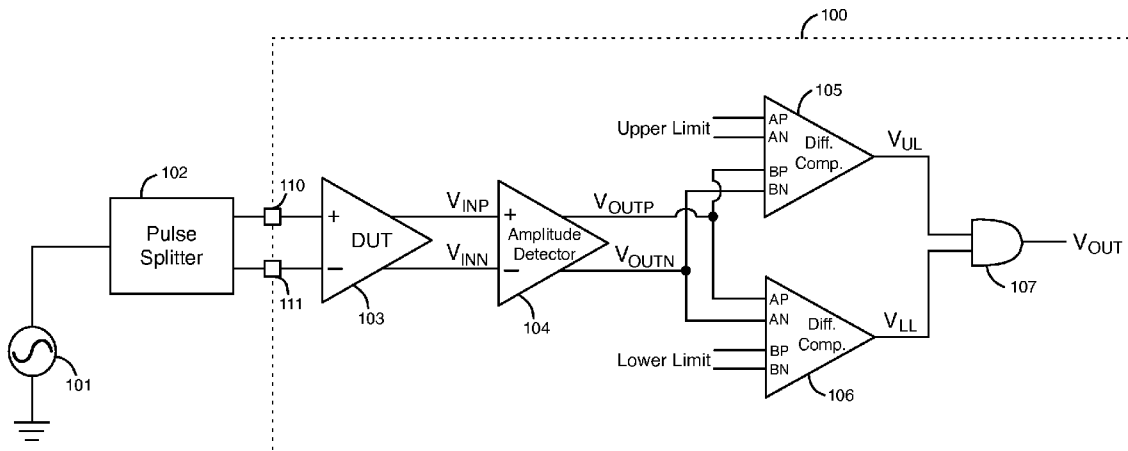 100
105
Upper Limit
AP
AN
BP
BN
Diff.
Comp.
VUL
102
Pulse
Splitter
110
+
−
DUT
VINP
VINN
+
−
Amplitude
Detector
VOUTP
VOUTN
111
103
104
VOUT
107
AP
AN
BP
BN
Diff.
Comp.
VLL
Lower Limit
106
101